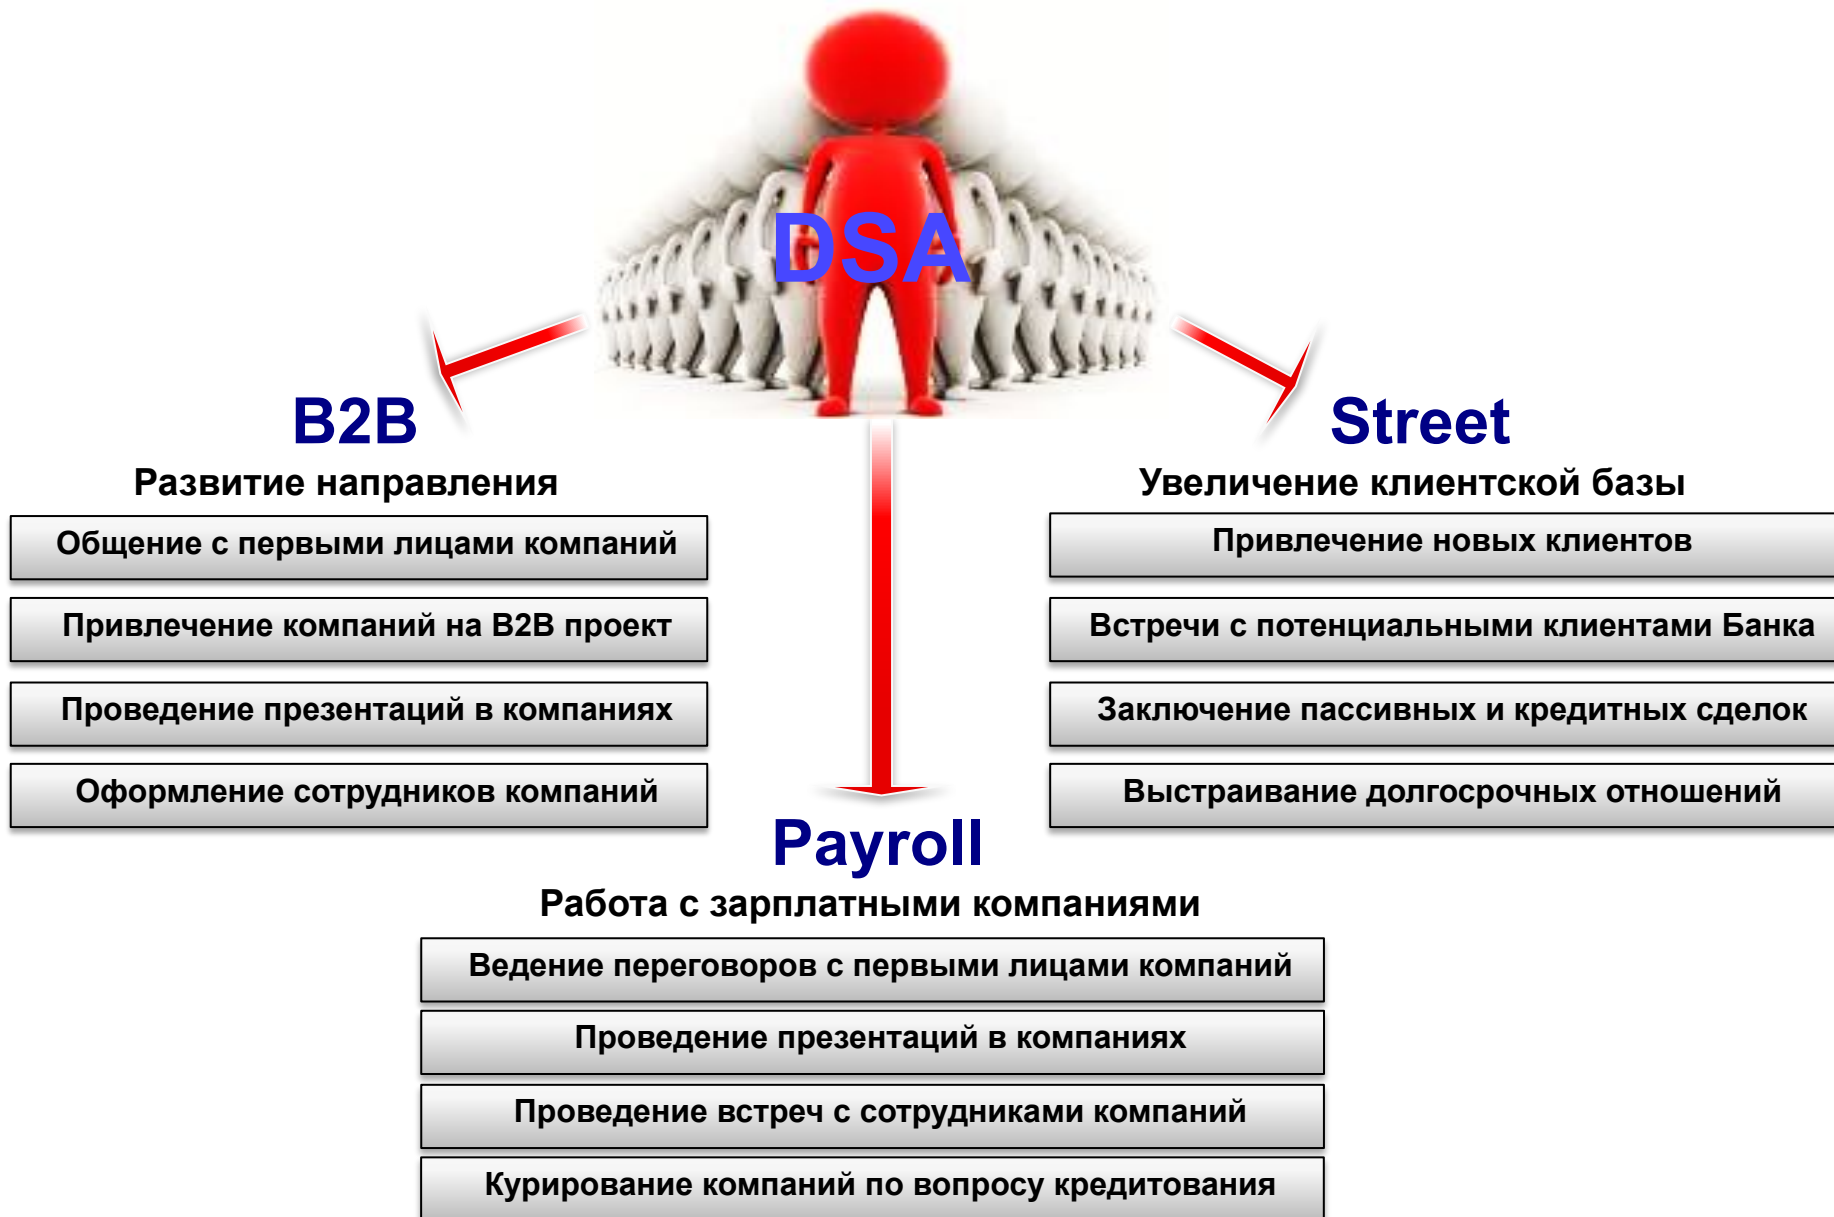 DSA
B2B
Развитие направления
Общение с первыми лицами компаний
Привлечение компаний на B2B проект
Проведение презентаций в компаниях
Оформление сотрудников компаний
Street
Увеличение клиентской базы
Привлечение новых клиентов
Встречи с потенциальными клиентами Банка
Заключение пассивных и кредитных сделок
Выстраивание долгосрочных отношений
Payroll
Работа с зарплатными компаниями
Ведение переговоров с первыми лицами компаний
Проведение презентаций в компаниях
Проведение встреч с сотрудниками компаний
Курирование компаний по вопросу кредитования